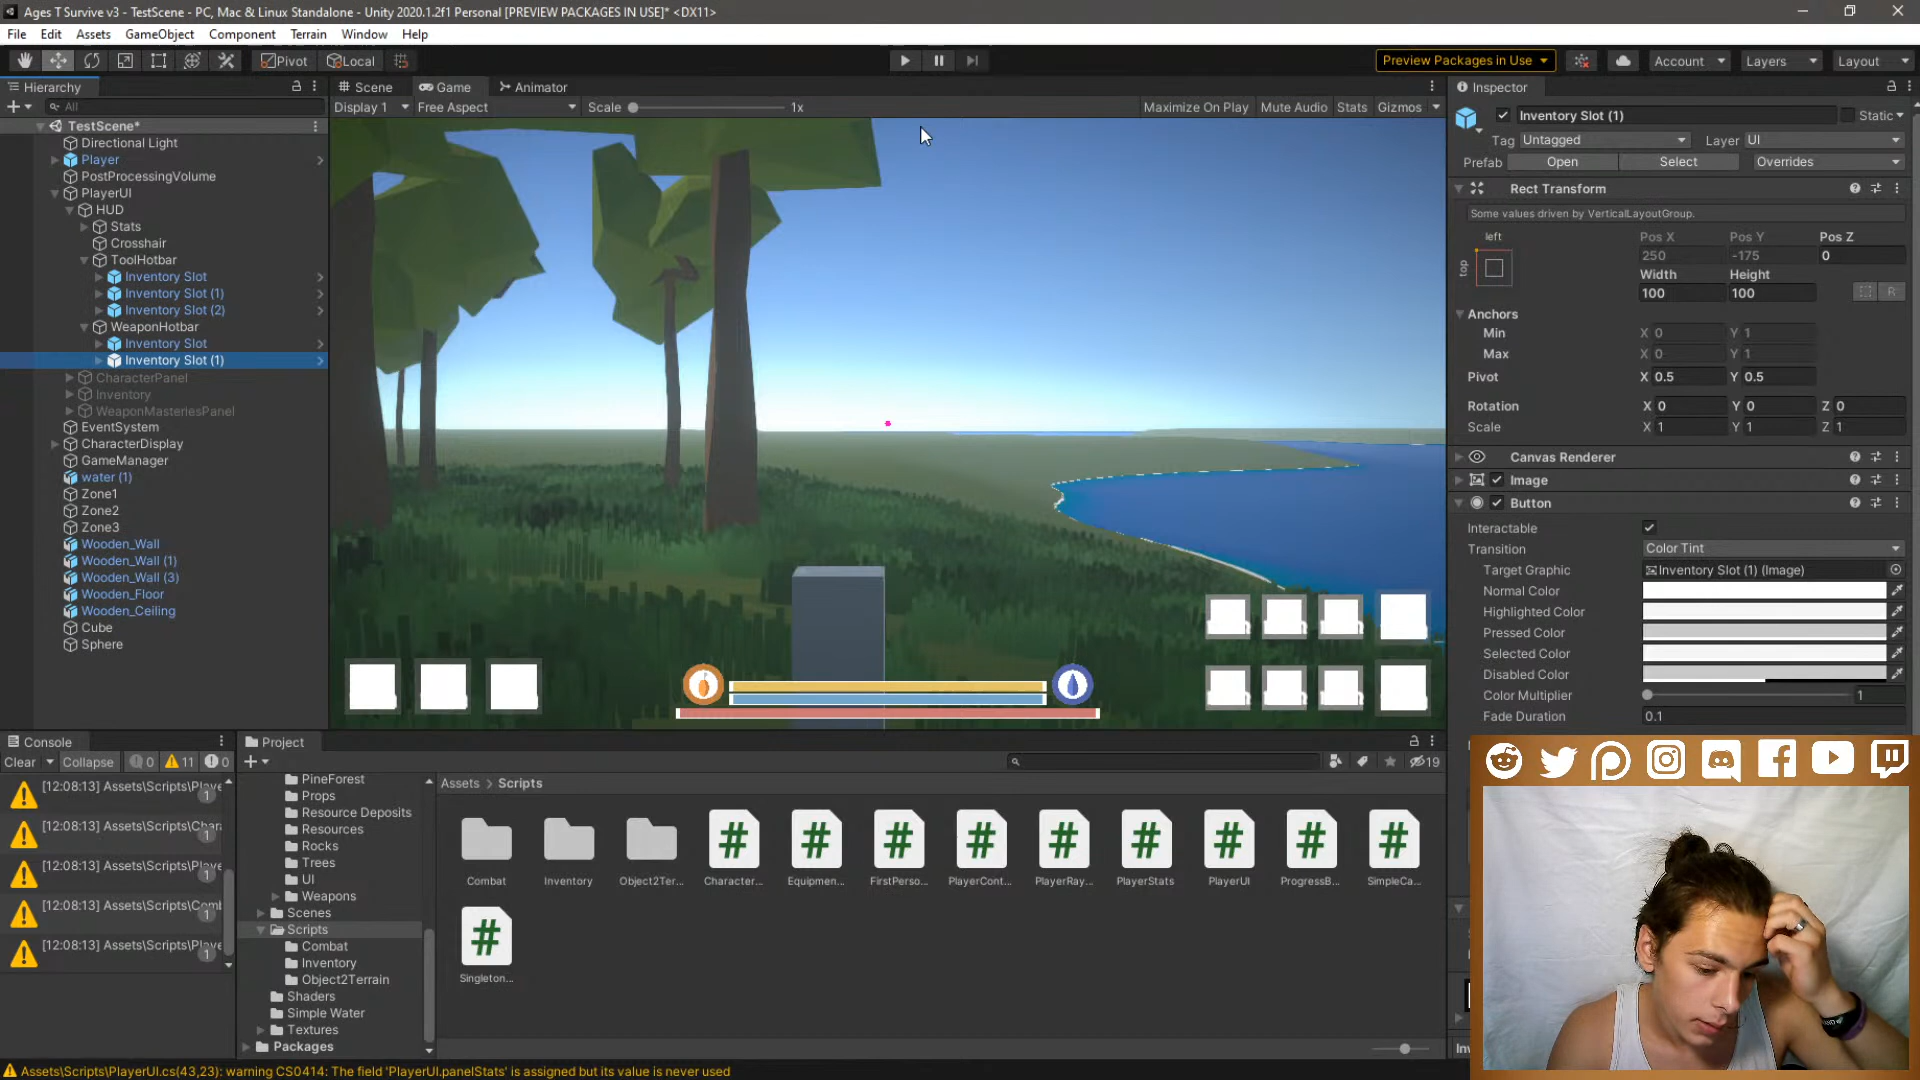 Ages T Survive v3 - TestScene - PC, Mac & Linux Standalone - Unity 2020.1.2f1 Personal [PREVIEW PACKAGES IN USE]* <DX11>
File Edit Assets GameObject Component Terrain Window Help
Pivot Local Preview Packages in Use Account Layers Layout
Hierarchy
All
TestScene*
Directional Light
Player
PostProcessingVolume
PlayerUI
HUD
Stats
Crosshair
ToolHotbar
Inventory Slot
Inventory Slot (1)
Inventory Slot (2)
WeaponHotbar
Inventory Slot
Inventory Slot (1)
CharacterPanel
Inventory
WeaponMasteriesPanel
EventSystem
CharacterDisplay
GameManager
water (1)
Zone1
Zone2
Zone3
Wooden_Wall
Wooden_Wall (1)
Wooden_Wall (3)
Wooden_Floor
Wooden_Ceiling
Cube
Sphere
Scene Game Animator
Display 1 Free Aspect Scale 1x Maximize On Play Mute Audio Stats Gizmos
Inspector
Inventory Slot (1) Static
Tag Untagged Layer UI
Prefab Open Select Overrides
Rect Transform
Some values driven by VerticalLayoutGroup.
left Pos X Pos Y Pos Z
top 250 -175 0
Width Height
100 100 R
Anchors
Min X 0 Y 1
Max X 0 Y 1
Pivot X 0.5 Y 0.5
Rotation X 0 Y 0 Z 0
Scale X 1 Y 1 Z 1
Canvas Renderer
Image
Button
Interactable
Transition Color Tint
Target Graphic Inventory Slot (1) (Image)
Normal Color
Highlighted Color
Pressed Color
Selected Color
Disabled Color
Color Multiplier 1
Fade Duration 0.1
Console
Clear Collapse 0 11 0
[12:08:13] Assets\Scripts\Playe 1
[12:08:13] Assets\Scripts\Chara 1
[12:08:13] Assets\Scripts\Playe 1
[12:08:13] Assets\Scripts\Comb 1
[12:08:13] Assets\Scripts\Playe 1
Project
19
PineForest
Props
Resource Deposits
Resources
Rocks
Trees
UI
Weapons
Scenes
Scripts
Combat
Inventory
Object2Terrain
Shaders
Simple Water
Textures
Packages
Assets > Scripts
Combat Inventory Object2Ter... Character... Equipmen... FirstPerso... PlayerCont... PlayerRay... PlayerStats PlayerUI ProgressB... SimpleCa...
Singleton...
Assets\Scripts\PlayerUI.cs(43,23): warning CS0414: The field 'PlayerUI.panelStats' is assigned but its value is never used